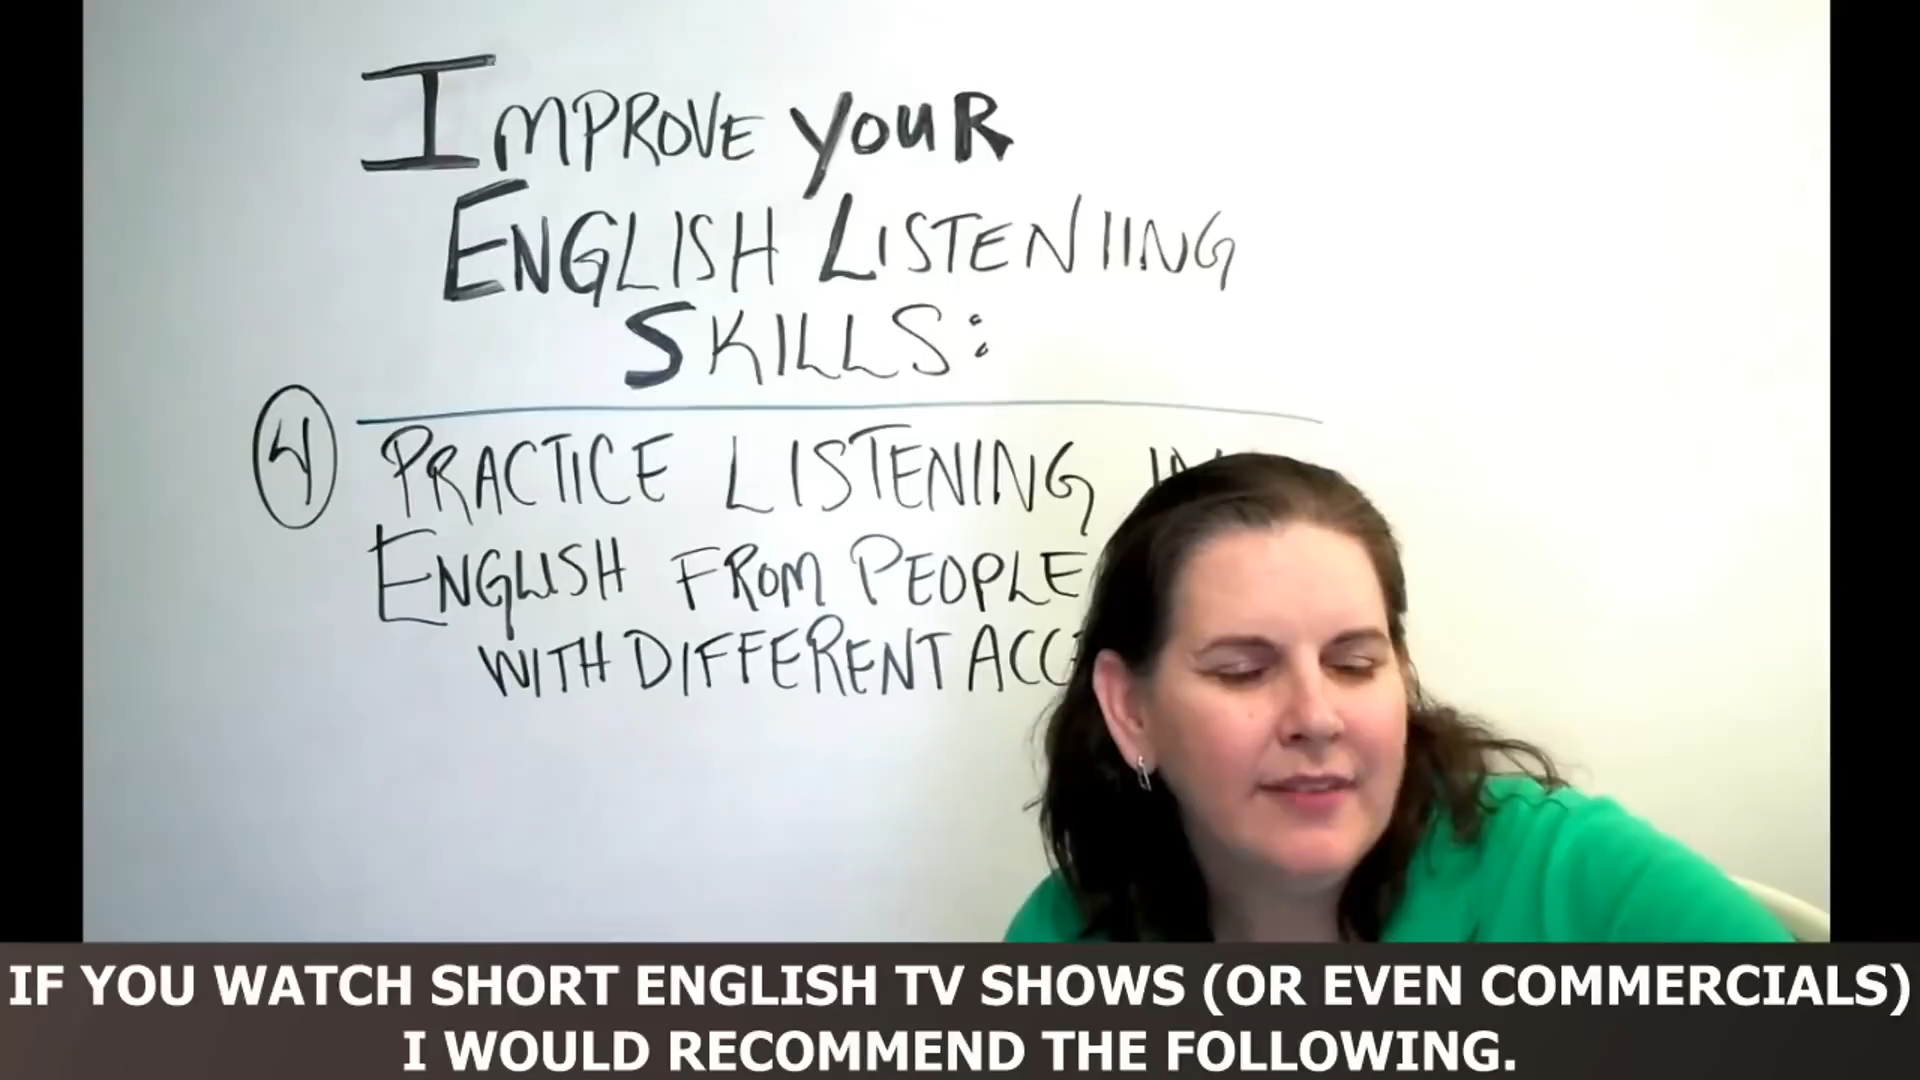 IMPROVE YOUR
ENGLISH LISTENIING
SKILLS:
4 PRACTICE LISTENING
ENGLISH FROM PEOPLE
WITH DIFFERENT
IF YOU WATCH SHORT ENGLISH TV SHOWS (OR EVEN COMMERCIALS)
I WOULD RECOMMEND THE FOLLOWING.